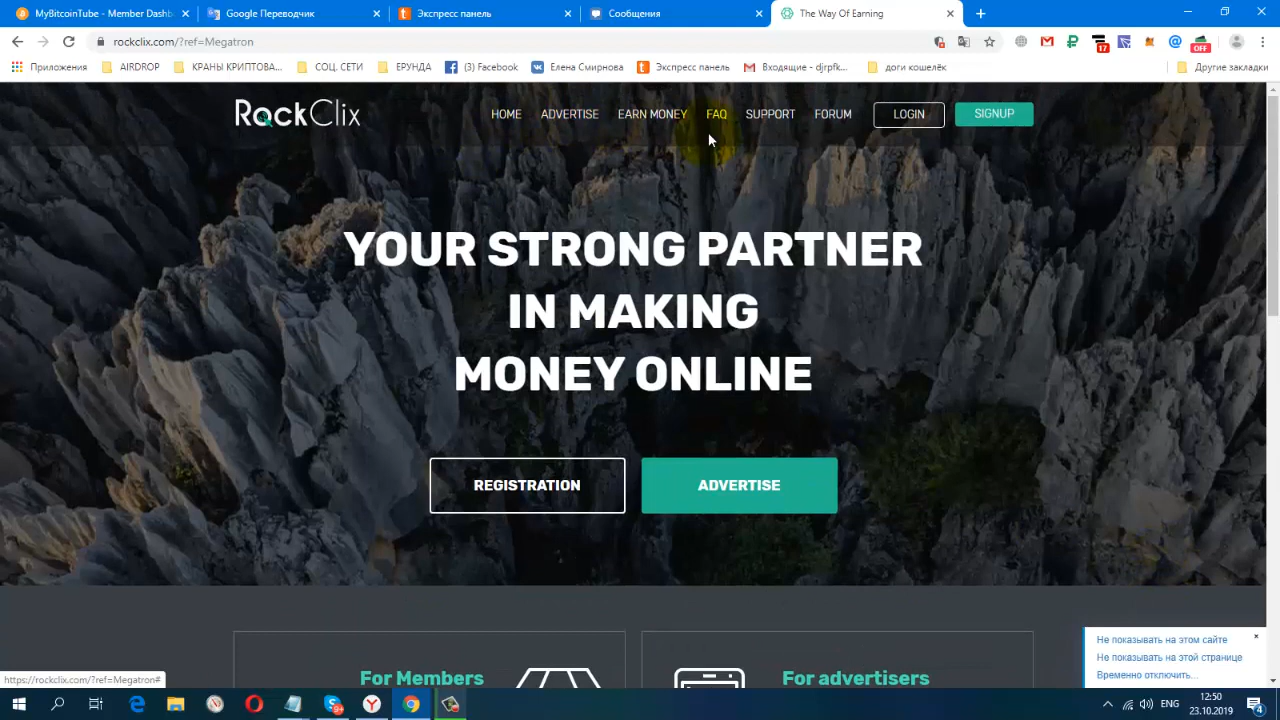 MyBitcoinTube - Member Dashb
Google Переводчик
Экспресс панель
Сообщения
The Way Of Earning
rockclix.com/?ref=Megatron
17
OFF
Приложения
AIRDROP
КРАНЫ КРИПТОВА...
СОЦ. СЕТИ
ЕРУНДА
(3) Facebook
Елена Смирнова
Экспресс панель
Входящие - djrpfk...
доги кошелёк
Другие закладки
RockClix
HOME
ADVERTISE
EARN MONEY
FAQ
SUPPORT
FORUM
LOGIN
SIGNUP
YOUR STRONG PARTNER
IN MAKING
MONEY ONLINE
REGISTRATION
ADVERTISE
For Members
For advertisers
Не показывать на этом сайте
Не показывать на этой странице
Временно отключить...
https://rockclix.com/?ref=Megatron#
ENG
12:50
23.10.2019
4